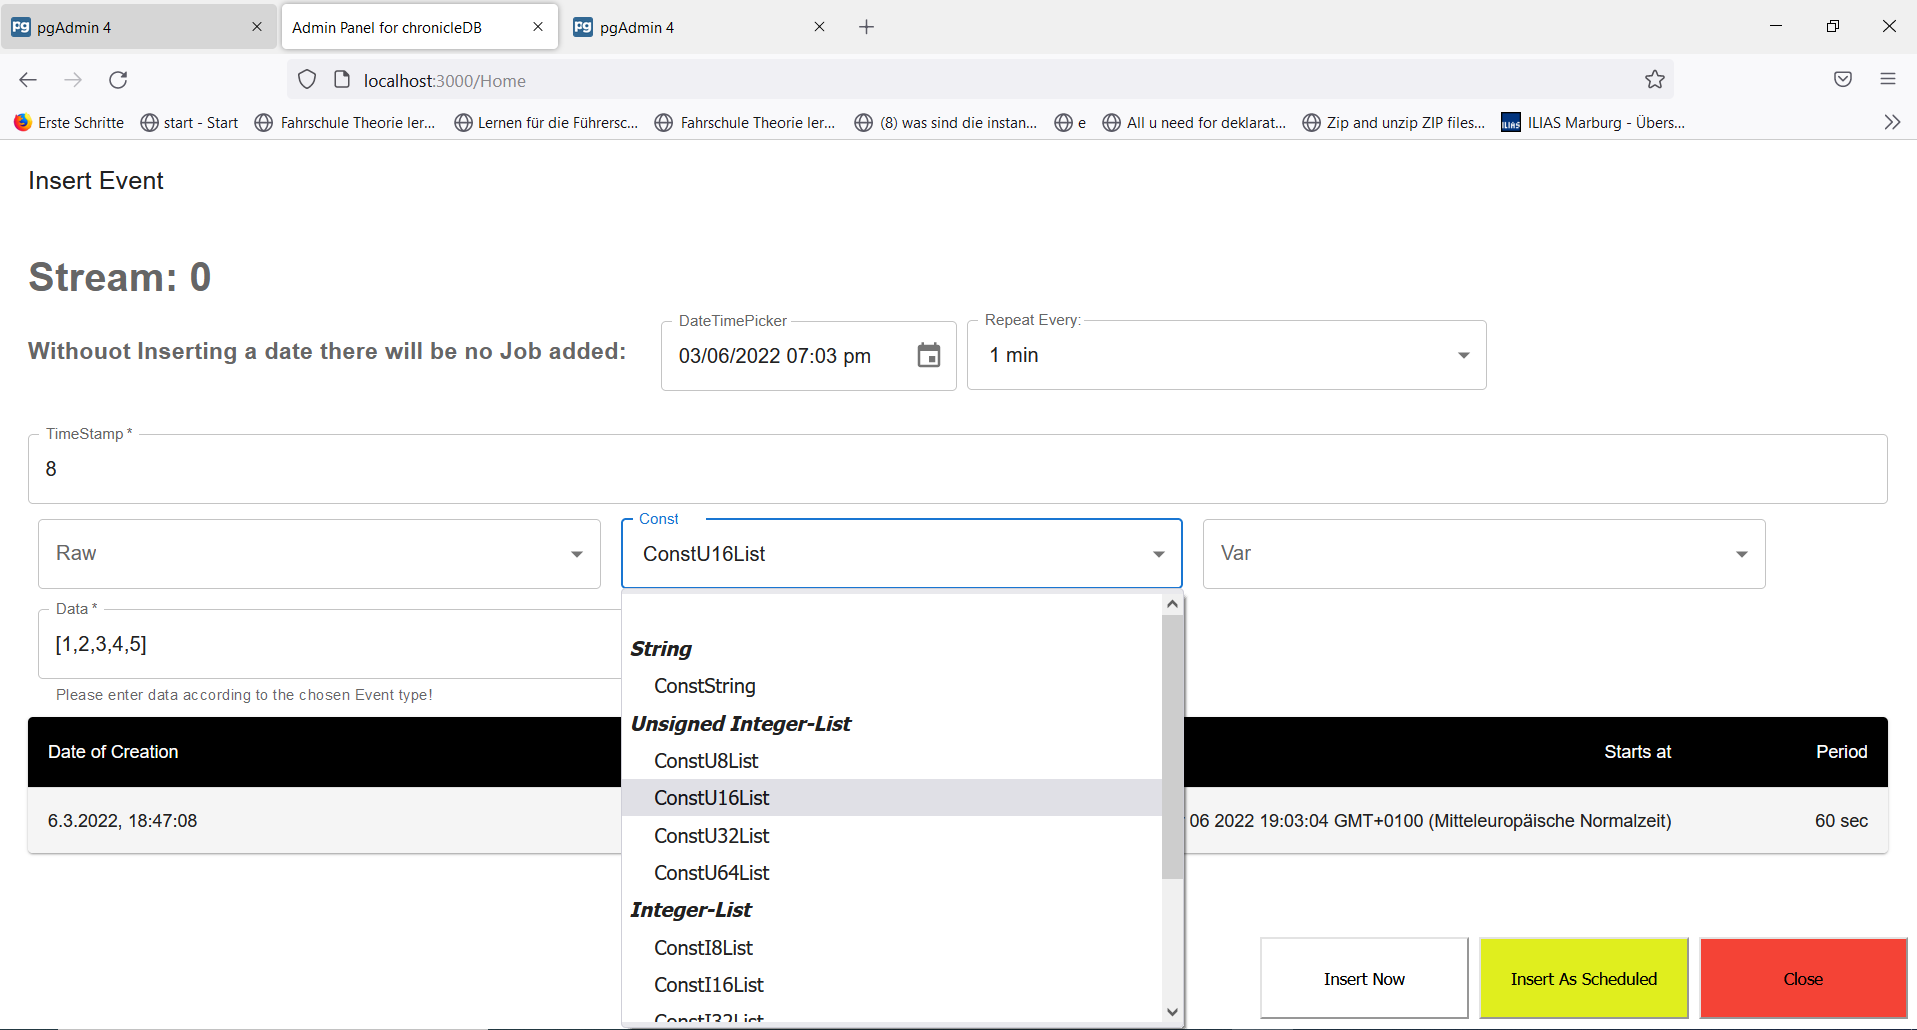 pgAdmin 4
Admin Panel for chronicleDB
pgAdmin 4
localhost:3000/Home
Erste Schritte
start - Start
Fahrschule Theorie ler...
Lernen für die Führersc...
Fahrschule Theorie ler...
(8) was sind die instan...
e
All u need for deklarat...
Zip and unzip ZIP files...
ILIAS Marburg - Übers...
Insert Event
Stream: 0
Withouot Inserting a date there will be no Job added:
DateTimePicker
03/06/2022 07:03 pm
Repeat Every:
1 min
TimeStamp *
8
Raw
Const
ConstU16List
Var
Data *
[1,2,3,4,5]
Please enter data according to the chosen Event type!
String
ConstString
Unsigned Integer-List
ConstU8List
ConstU16List
ConstU32List
ConstU64List
Integer-List
ConstI8List
ConstI16List
ConstI32List
Date of Creation
Starts at
Period
6.3.2022, 18:47:08
06 2022 19:03:04 GMT+0100 (Mitteleuropäische Normalzeit)
60 sec
Insert Now
Insert As Scheduled
Close